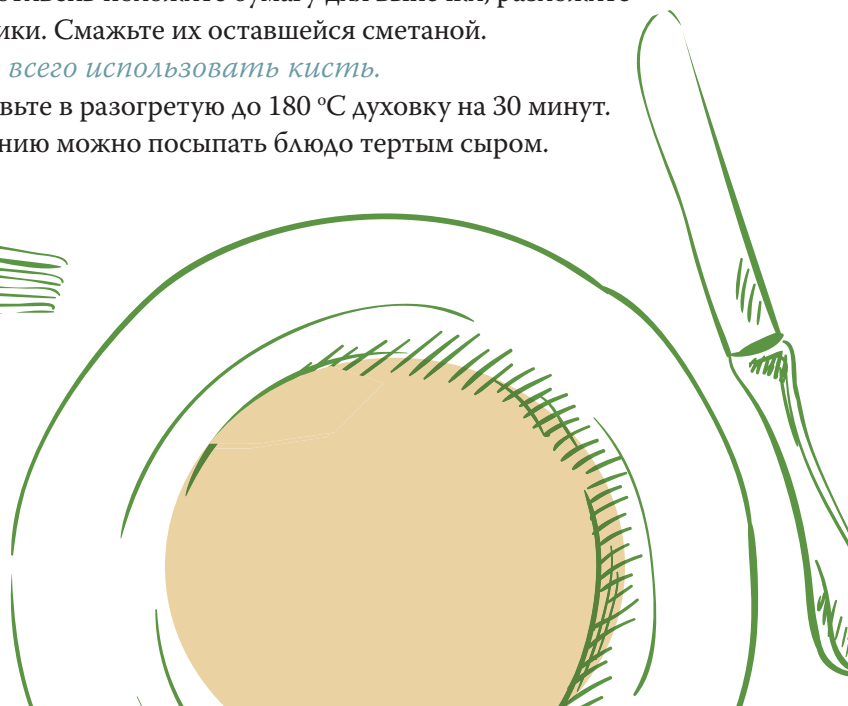 ики. Смажьте их оставшейся сметаной.
всего использовать кисть.
вьте в разогретую до 180 ºС духовку на 30 минут.
нию можно посыпать блюдо тертым сыром.